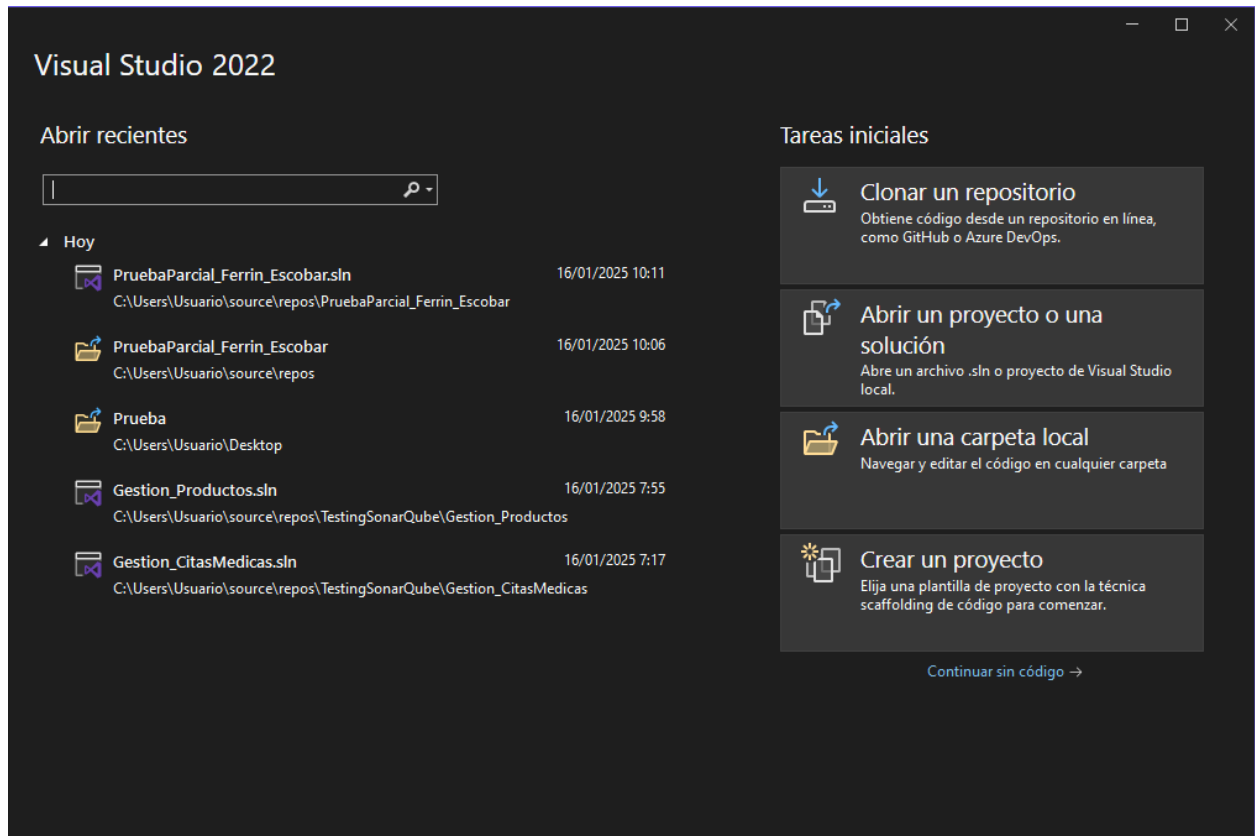 Visual Studio 2022
Abrir recientes
Hoy
PruebaParcial_Ferrin_Escobar.sln 16/01/2025 10:11
C:\Users\Usuario\source\repos\PruebaParcial_Ferrin_Escobar
PruebaParcial_Ferrin_Escobar 16/01/2025 10:06
C:\Users\Usuario\source\repos
Prueba 16/01/2025 9:58
C:\Users\Usuario\Desktop
Gestion_Productos.sln 16/01/2025 7:55
C:\Users\Usuario\source\repos\TestingSonarQube\Gestion_Productos
Gestion_CitasMedicas.sln 16/01/2025 7:17
C:\Users\Usuario\source\repos\TestingSonarQube\Gestion_CitasMedicas
Tareas iniciales
Clonar un repositorio
Obtiene código desde un repositorio en línea,
como GitHub o Azure DevOps.
Abrir un proyecto o una
solución
Abre un archivo .sln o proyecto de Visual Studio
local.
Abrir una carpeta local
Navegar y editar el código en cualquier carpeta
Crear un proyecto
Elija una plantilla de proyecto con la técnica
scaffolding de código para comenzar.
Continuar sin código →